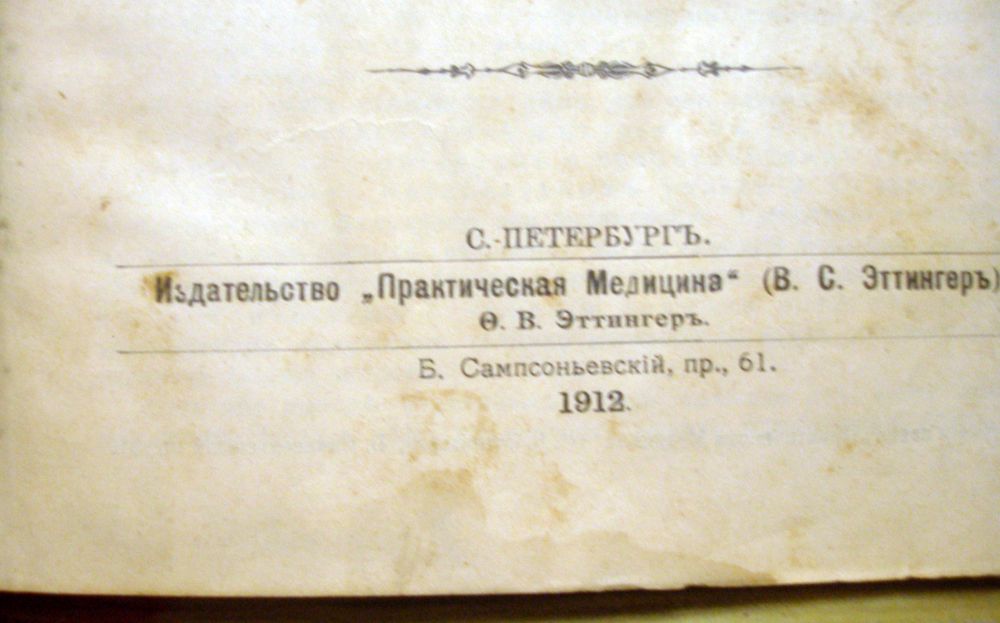 С.-ПЕТЕРБУРГЪ.
Издательство „Практическая Медицина“ (В. С. Эттингеръ)
Ѳ. В. Эттингеръ.
Б. Сампсоньевскій, пр., 61.
1912.